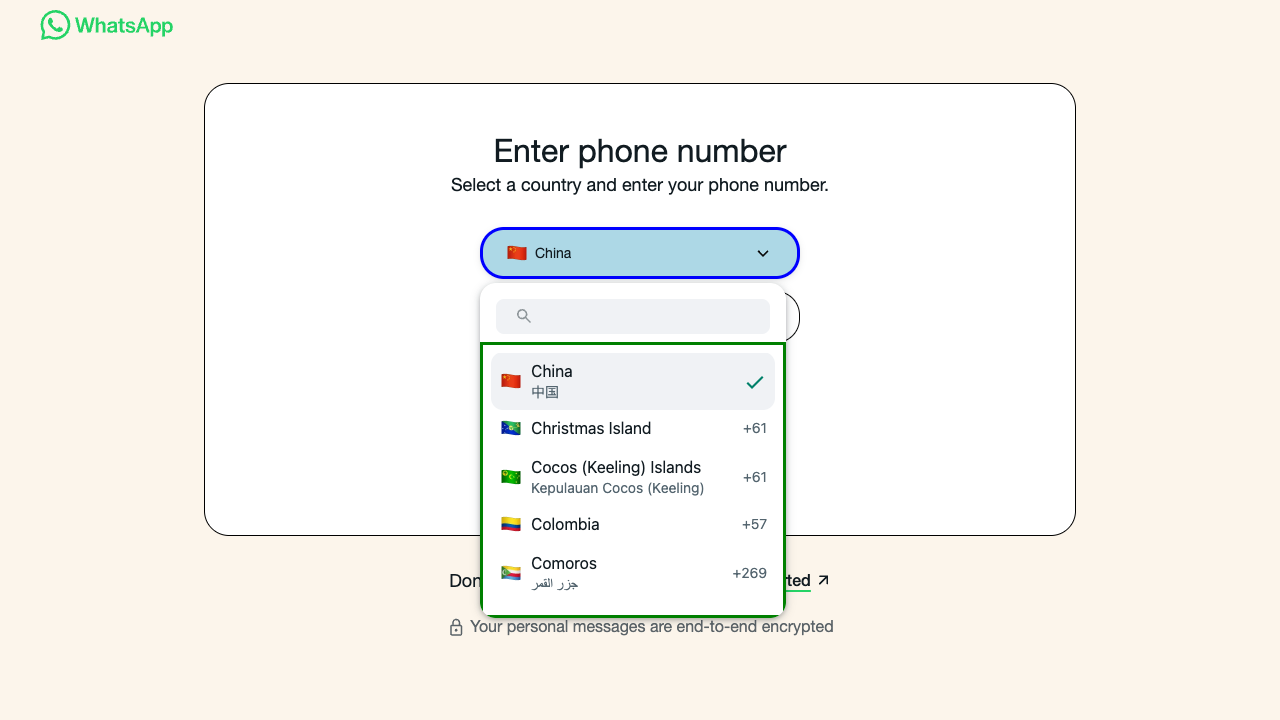 WhatsApp
Enter phone number
Select a country and enter your phone number.
China
China
中国
Christmas Island +61
Cocos (Keeling) Islands
Kepulauan Cocos (Keeling) +61
Colombia +57
Comoros
جزر القمر +269
Don
ted
Your personal messages are end-to-end encrypted